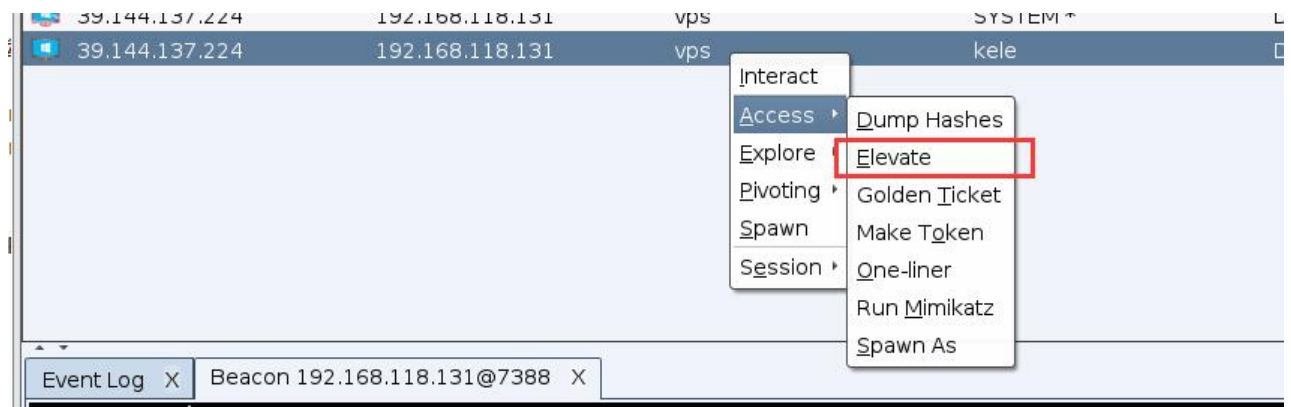 39.144.137.224 192.168.118.131 vps SYSTEM *
39.144.137.224 192.168.118.131 vps kele
Interact
Access
Explore
Pivoting
Spawn
Session
Dump Hashes
Elevate
Golden Ticket
Make Token
One-liner
Run Mimikatz
Spawn As
Event Log X Beacon 192.168.118.131@7388 X